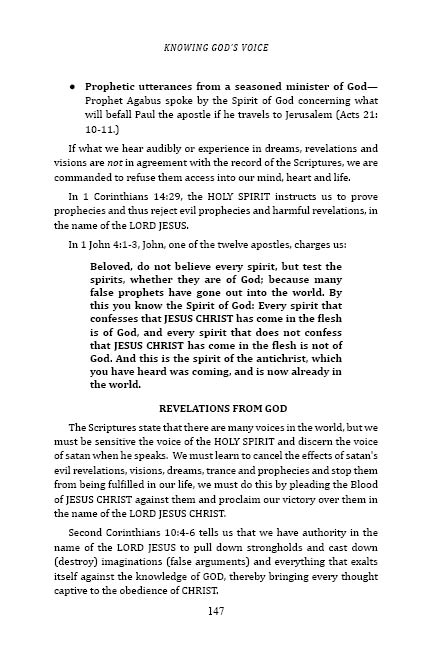 KNOWING GOD'S VOICE
● Prophetic utterances from a seasoned minister of God—
Prophet Agabus spoke by the Spirit of God concerning what
will befall Paul the apostle if he travels to Jerusalem (Acts 21:
10-11.)
If what we hear audibly or experience in dreams, revelations and
visions are not in agreement with the record of the Scriptures, we are
commanded to refuse them access into our mind, heart and life.
In 1 Corinthians 14:29, the HOLY SPIRIT instructs us to prove
prophecies and thus reject evil prophecies and harmful revelations, in
the name of the LORD JESUS.
In 1 John 4:1-3, John, one of the twelve apostles, charges us:
Beloved, do not believe every spirit, but test the
spirits, whether they are of God; because many
false prophets have gone out into the world. By
this you know the Spirit of God: Every spirit that
confesses that JESUS CHRIST has come in the flesh
is of God, and every spirit that does not confess
that JESUS CHRIST has come in the flesh is not of
God. And this is the spirit of the antichrist, which
you have heard was coming, and is now already in
the world.
REVELATIONS FROM GOD
The Scriptures state that there are many voices in the world, but we
must be sensitive the voice of the HOLY SPIRIT and discern the voice
of satan when he speaks. We must learn to cancel the effects of satan's
evil revelations, visions, dreams, trance and prophecies and stop them
from being fulfilled in our life, we must do this by pleading the Blood
of JESUS CHRIST against them and proclaim our victory over them in
the name of the LORD JESUS CHRIST.
Second Corinthians 10:4-6 tells us that we have authority in the
name of the LORD JESUS to pull down strongholds and cast down
(destroy) imaginations (false arguments) and everything that exalts
itself against the knowledge of GOD, thereby bringing every thought
captive to the obedience of CHRIST.
147